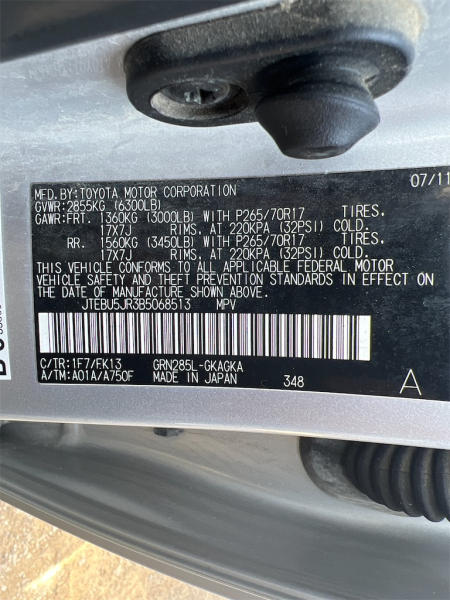 MFD.BY:TOYOTA MOTOR CORPORATION 07/11
GVWR:2855KG (6300LB)
GAWR:FRT. 1360KG (3000LB) WITH P265/70R17 TIRES.
17X7J RIMS, AT 220KPA (32PSI) COLD.
RR. 1560KG (3450LB) WITH P265/70R17 TIRES.
17X7J RIMS, AT 220KPA (32PSI) COLD.
THIS VEHICLE CONFORMS TO ALL APPLICABLE FEDERAL MOTOR
VEHICLE SAFETY AND THEFT PREVENTION STANDARDS IN EFFECT
ON THE DATE OF MANUFACTURE SHOWN ABOVE.
JTEBU5JR3B5068513 MPV
C/TR:1F7/FK13 GRN285L-GKAGKA
A/TM:A01A/A750F MADE IN JAPAN 348 A